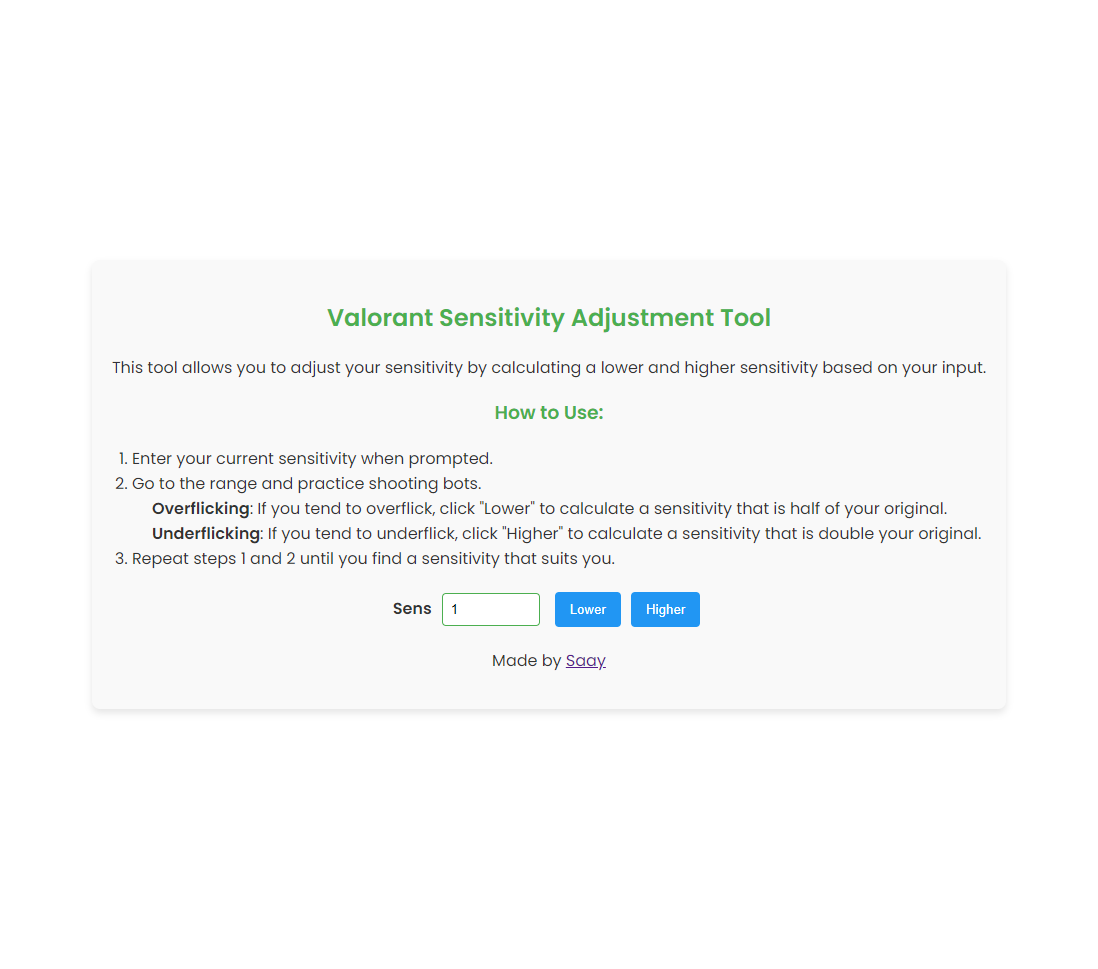 Valorant Sensitivity Adjustment Tool
This tool allows you to adjust your sensitivity by calculating a lower and higher sensitivity based on your input.
How to Use:
1. Enter your current sensitivity when prompted.
2. Go to the range and practice shooting bots.
Overflicking: If you tend to overflick, click "Lower" to calculate a sensitivity that is half of your original.
Underflicking: If you tend to underflick, click "Higher" to calculate a sensitivity that is double your original.
3. Repeat steps 1 and 2 until you find a sensitivity that suits you.
Sens 1 Lower Higher
Made by Saay